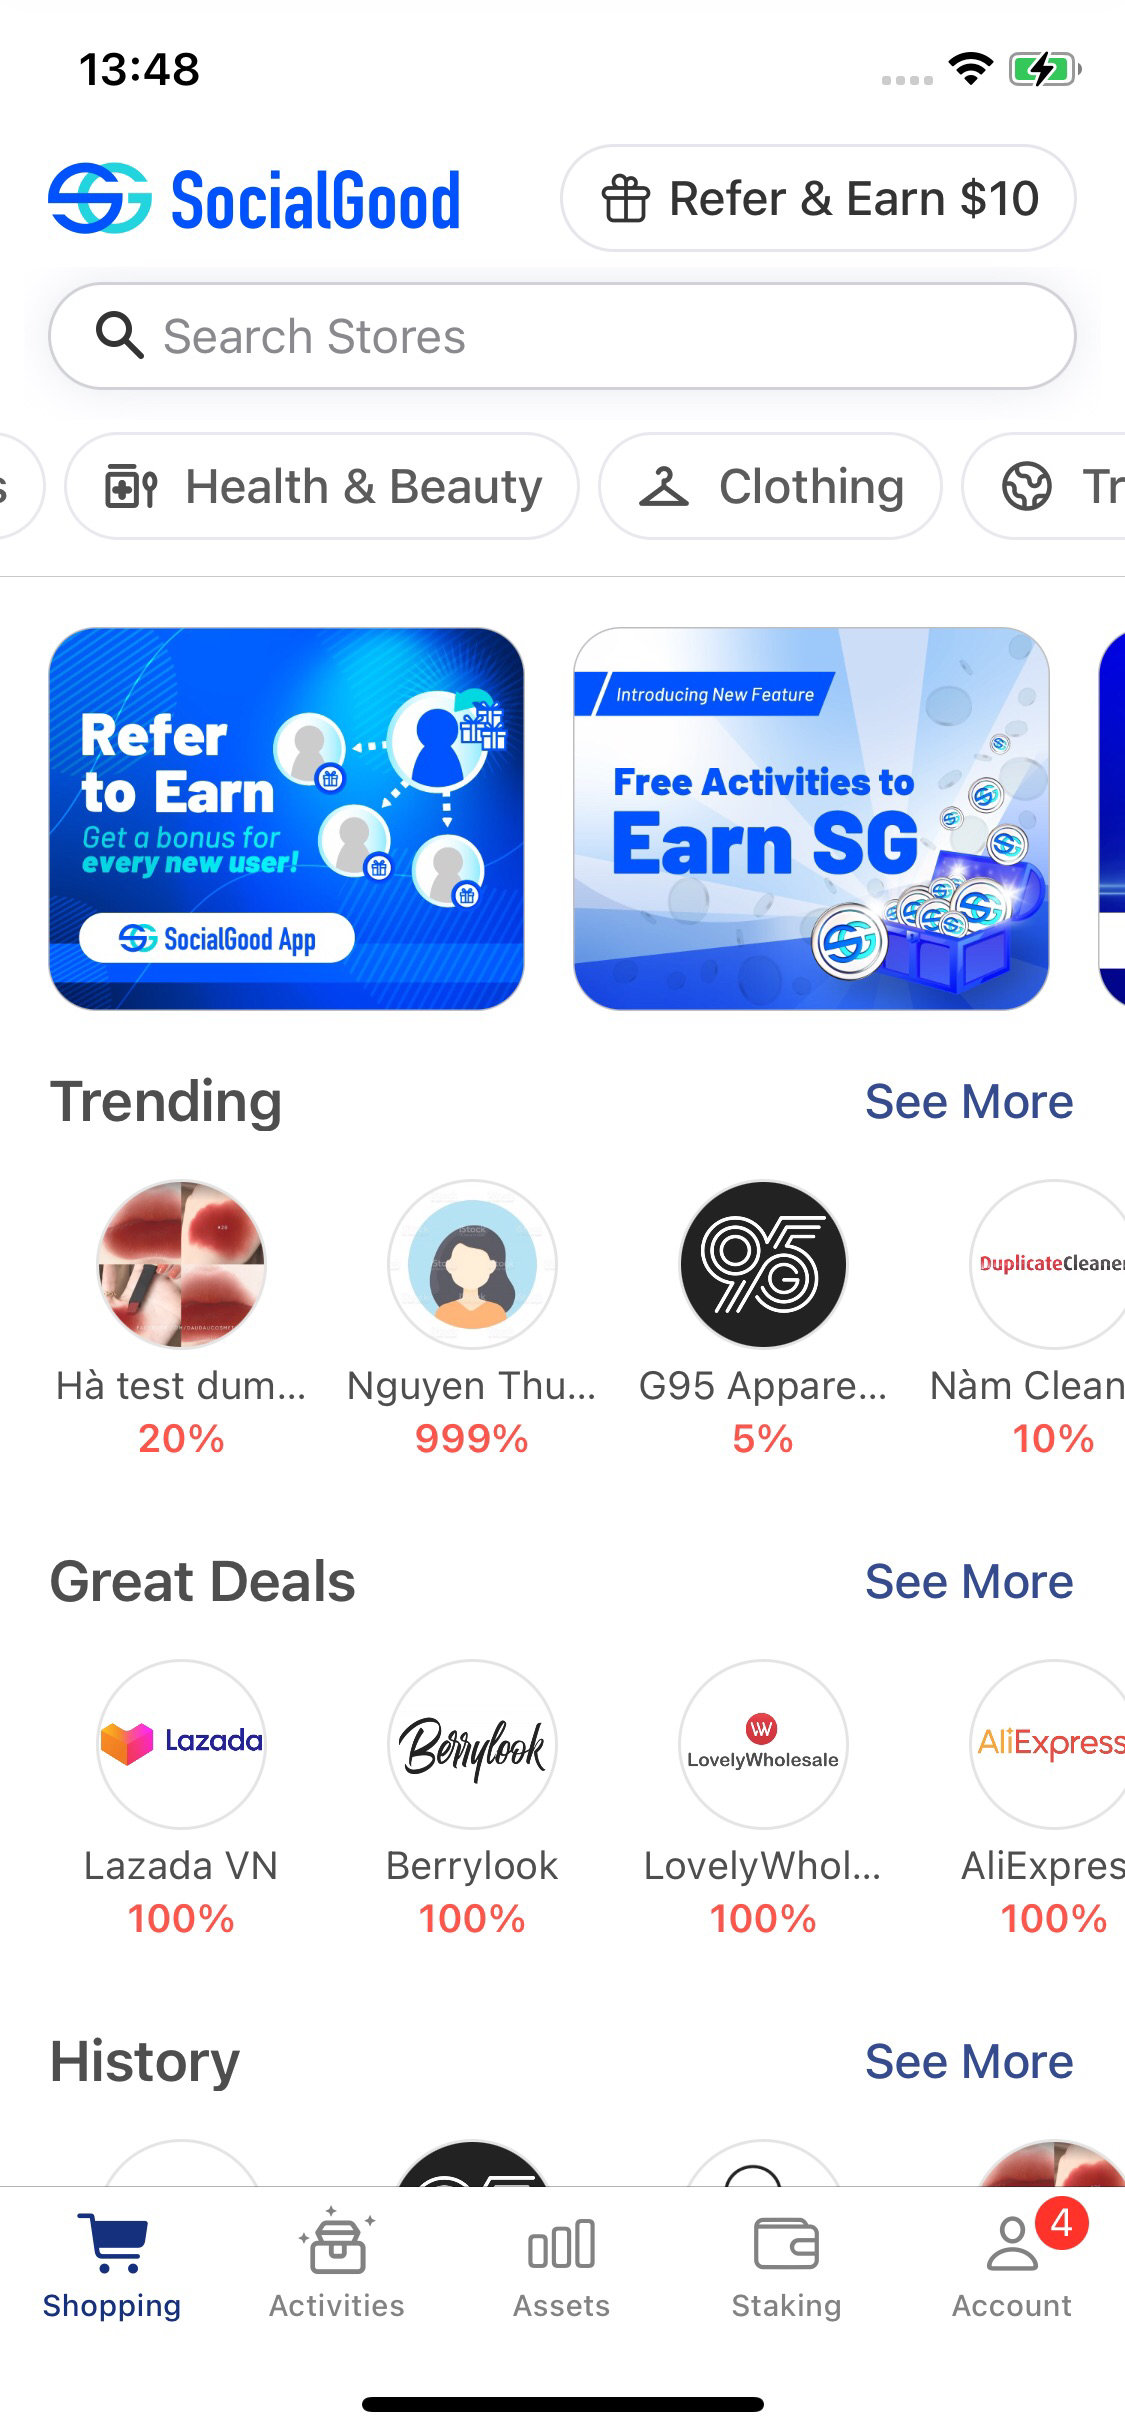 13:48
SocialGood
Refer & Earn $10
Search Stores
s
Health & Beauty
Clothing
Tr
Refer
to Earn
Get a bonus for
every new user!
SocialGood App
Introducing New Feature
Free Activities to
Earn SG
Trending
See More
DuplicateCleaner
Hà test dum...
Nguyen Thu...
G95 Appare...
Nàm Clean
20%
999%
5%
10%
Great Deals
See More
Lazada
Berrylook
LovelyWholesale
AliExpress
Lazada VN
Berrylook
LovelyWhol...
AliExpres
100%
100%
100%
100%
History
See More
4
Shopping
Activities
Assets
Staking
Account